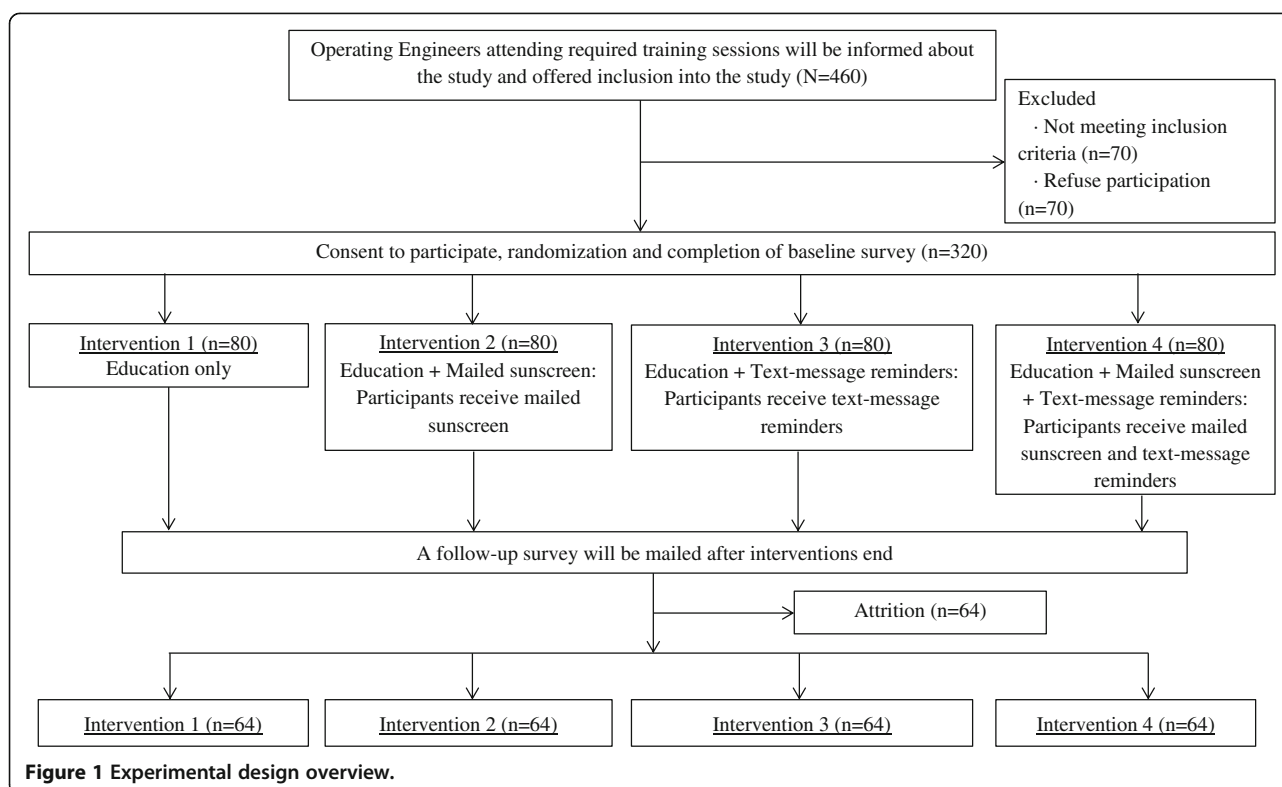 Operating Engineers attending required training sessions will be informed about
the study and offered inclusion into the study (N=460)
Excluded
· Not meeting inclusion
criteria (n=70)
· Refuse participation
(n=70)
Consent to participate, randomization and completion of baseline survey (n=320)
Intervention 1 (n=80)
Education only
Intervention 2 (n=80)
Education + Mailed sunscreen:
Participants receive mailed
sunscreen
Intervention 3 (n=80)
Education + Text-message reminders:
Participants receive text-message
reminders
Intervention 4 (n=80)
Education + Mailed sunscreen
+ Text-message reminders:
Participants receive mailed
sunscreen and text-message
reminders
A follow-up survey will be mailed after interventions end
Attrition (n=64)
Intervention 1 (n=64)
Intervention 2 (n=64)
Intervention 3 (n=64)
Intervention 4 (n=64)
Figure 1 Experimental design overview.